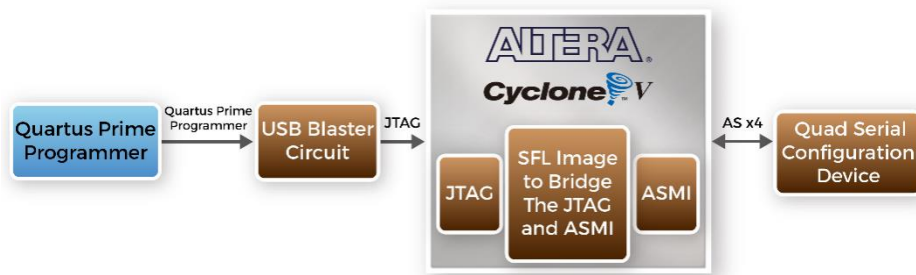 Quartus Prime
Programmer
Quartus Prime
Programmer
USB Blaster
Circuit
JTAG
ALTERA®
Cyclone™ V
JTAG
SFL Image
to Bridge
The JTAG
and ASMI
ASMI
AS x4
Quad Serial
Configuration
Device